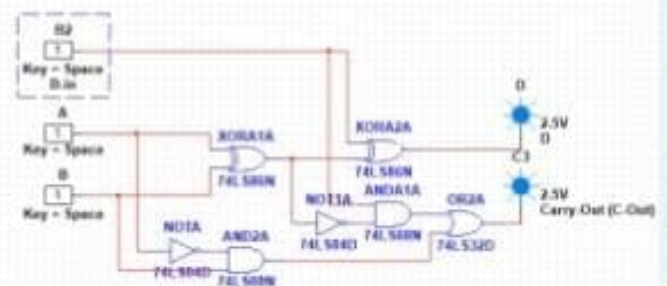 B2
1
Key = Space
B-in
A
1
Key = Space
B
1
Key = Space
XORA1A
74LS86N
XORA2A
74LS86N
NOT1A
74LS04D
ANDA1A
74LS08N
OR2A
74LS32D
NOTA
74LS04D
AND2A
74LS08N
D
2.5V
D
C1
2.5V
Carry-Out (C-Out)